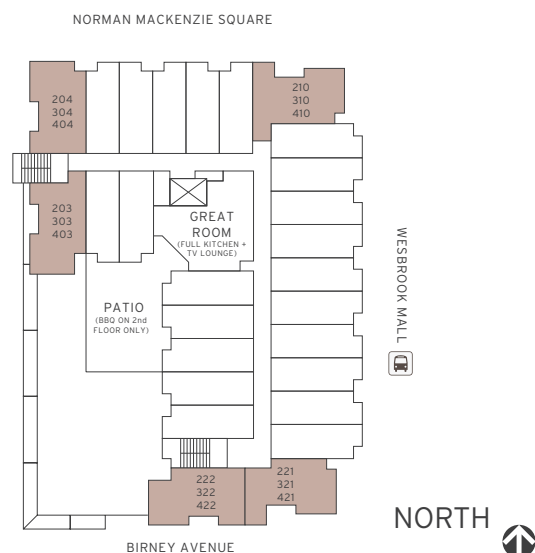 NORMAN MACKENZIE SQUARE
204
304
404
210
310
410
203
303
403
GREAT
ROOM
(FULL KITCHEN +
TV LOUNGE)
WESBROOK MALL
PATIO
(BBQ ON 2nd
FLOOR ONLY)
222
322
422
221
321
421
NORTH
BIRNEY AVENUE